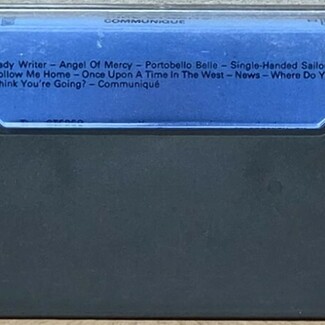 COMMUNIQUÉ
ady Writer – Angel Of Mercy – Portobello Belle – Single-Handed Sailo
ollow Me Home – Once Upon A Time In The West – News – Where Do Y
hink You're Going? – Communiqué